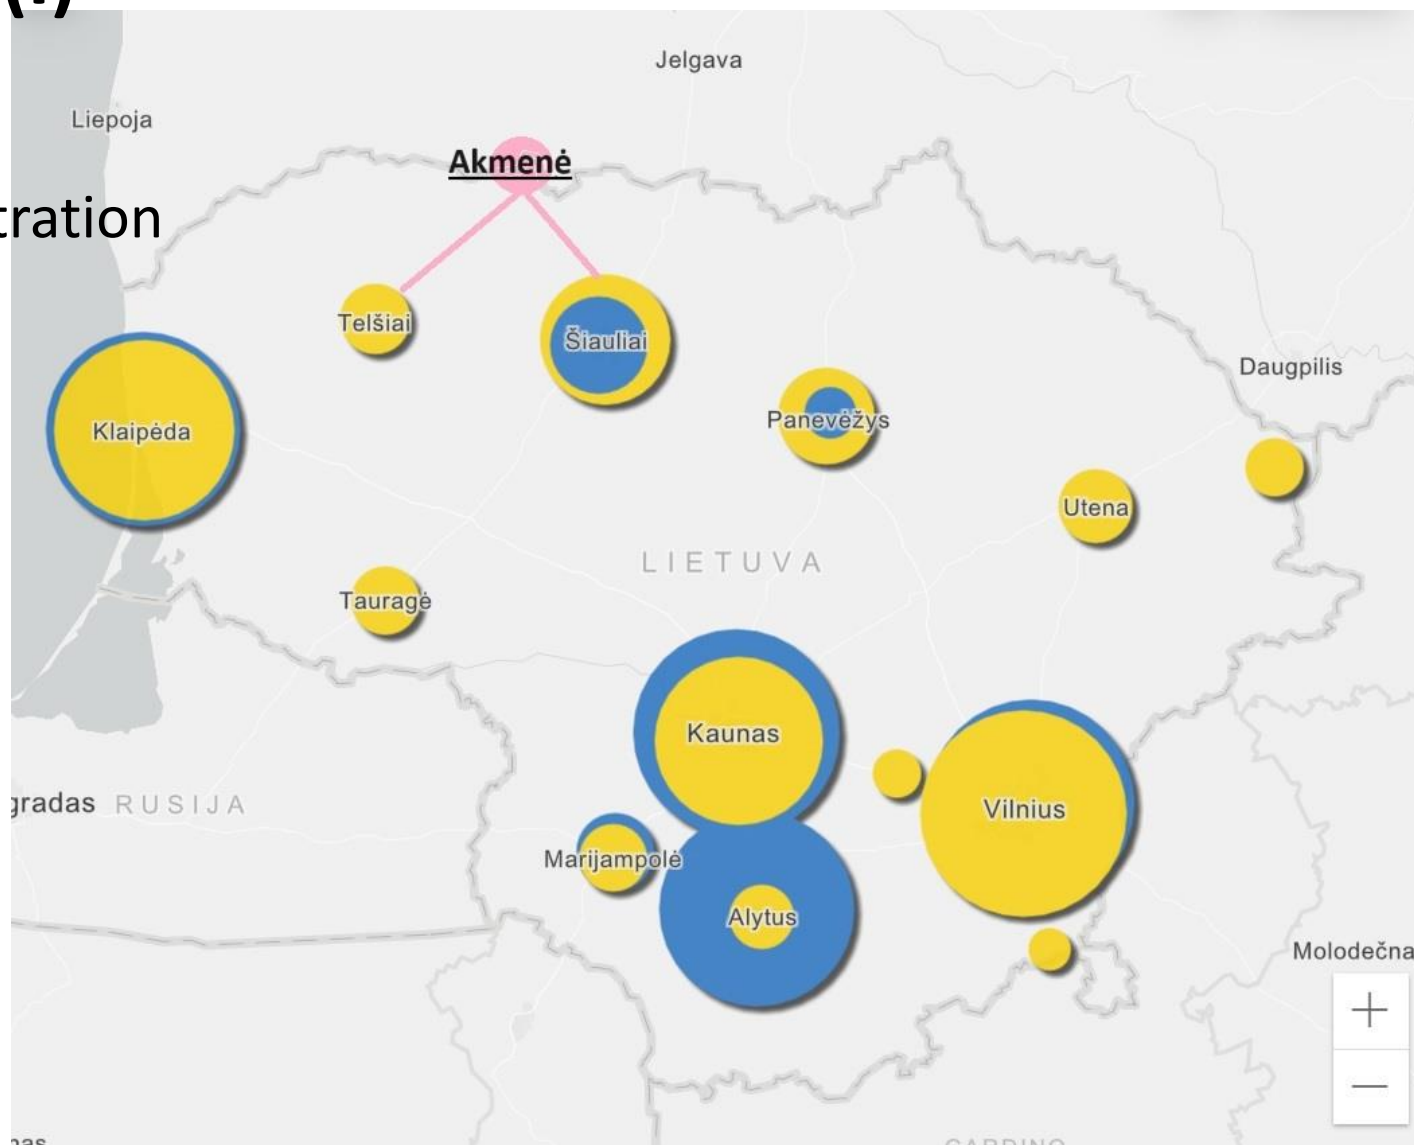 Jelgava
Liepoja
Akmenė
tration
Telšiai
Šiauliai
Daugpilis
Panevėžys
Klaipėda
Utena
LIETUVA
Tauragė
Kaunas
gradas RUSIJA
Vilnius
Marijampolė
Alytus
Molodečna
+
−